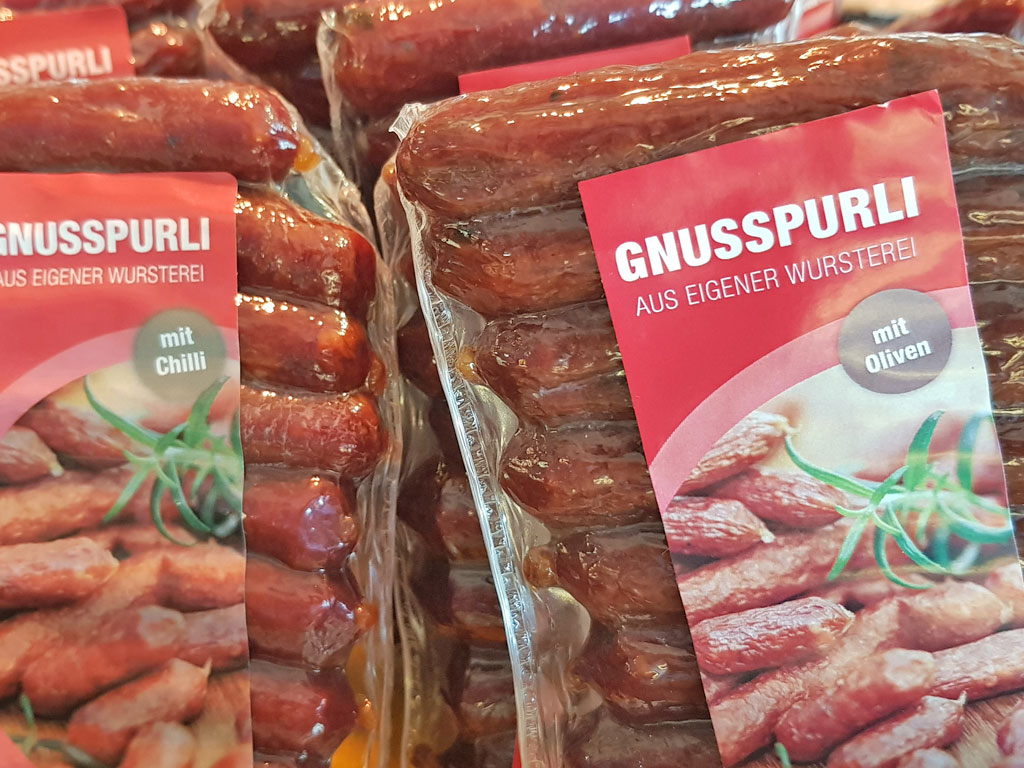 SSPURLI
GNUSSPURLI
AUS EIGENER WURSTEREI
mit
Chilli
GNUSSPURLI
AUS EIGENER WURSTEREI
mit
Oliven